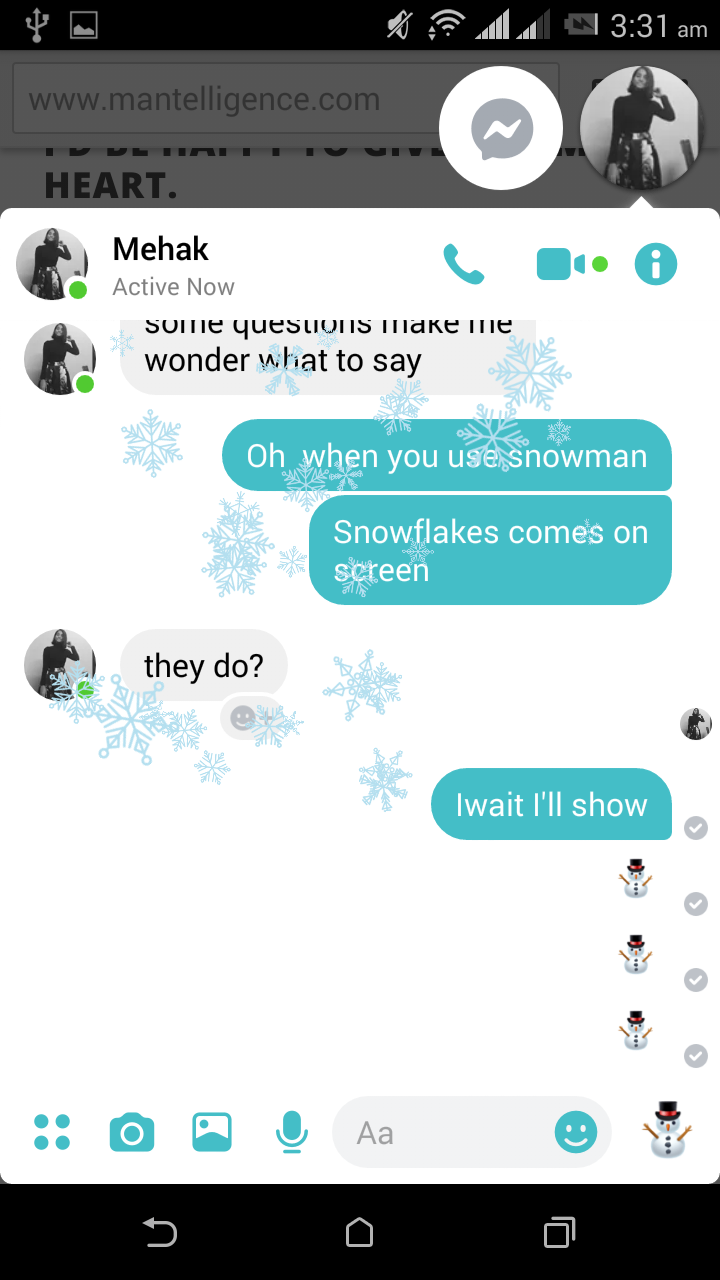 3:31 am
www.mantelligence.com
I'D BE HAPPY TO GIVE
HEART.
Mehak
Active Now
some questions make me
wonder what to say
Oh when you use snowman
Snowflakes comes on
screen
they do?
Iwait I'll show
Aa